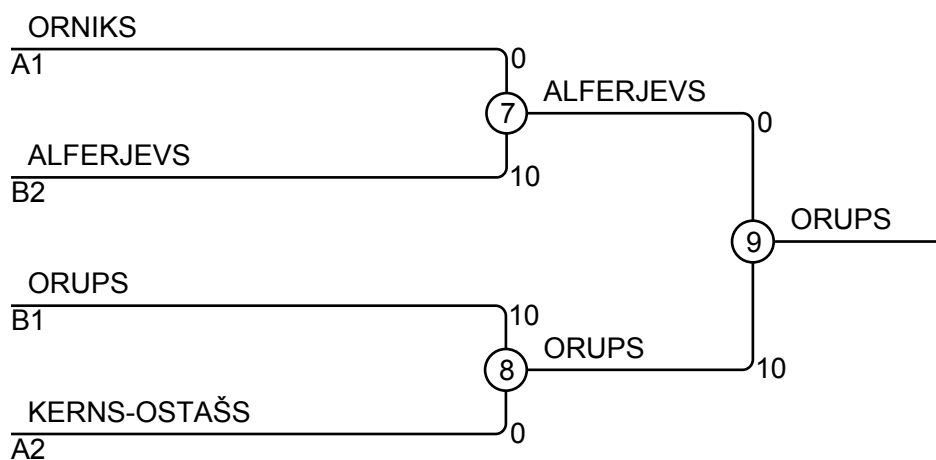 ORNIKS
A1
0
7
ALFERJEVS
0
ALFERJEVS
B2
10
9
ORUPS
ORUPS
B1
10
8
ORUPS
10
KERNS-OSTAŠS
A2
0